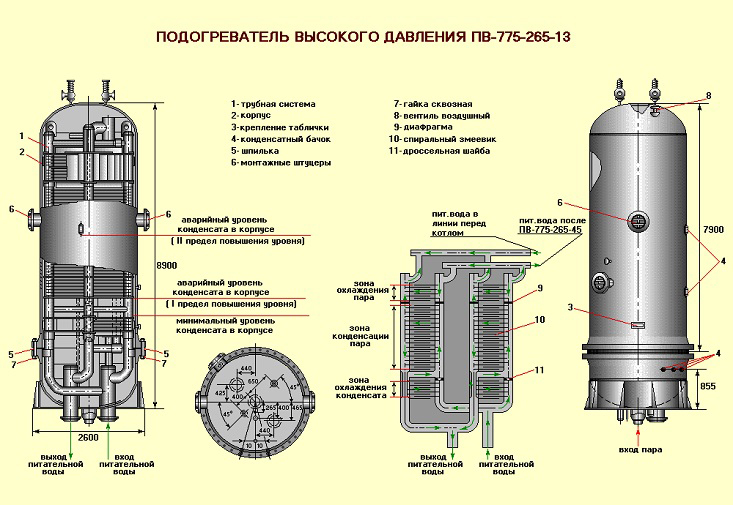 ПОДОГРЕВАТЕЛЬ ВЫСОКОГО ДАВЛЕНИЯ ПВ-775-265-13
1- трубная система
2- корпус
3- крепление таблички
4- конденсатный бачок
5- шпилька
6- монтажные штуцеры
7- гайка сквозная
8- вентиль воздушный
9- диафрагма
10- спиральный змеевик
11- дроссельная шайба
1
2
6
6
аварийный уровень
конденсата в корпусе
( II предел повышения уровня)
8900
аварийный уровень
конденсата в корпусе
( I предел повышения уровня)
минимальный уровень
конденсата в корпусе
5
7
5
7
2600
выход
питательной
воды
вход
питательной
воды
440
650
45°
425
400
45°
265
400
465
440
10
10
пит.вода в
линии перед
котлом
пит.вода после
ПВ-775-265-45
зона
охлаждения
пара
зона
конденсации
пара
зона
охлаждения
конденсата
9
10
11
выход
питательной
воды
вход
питательной
воды
8
6
7900
4
3
4
855
вход пара